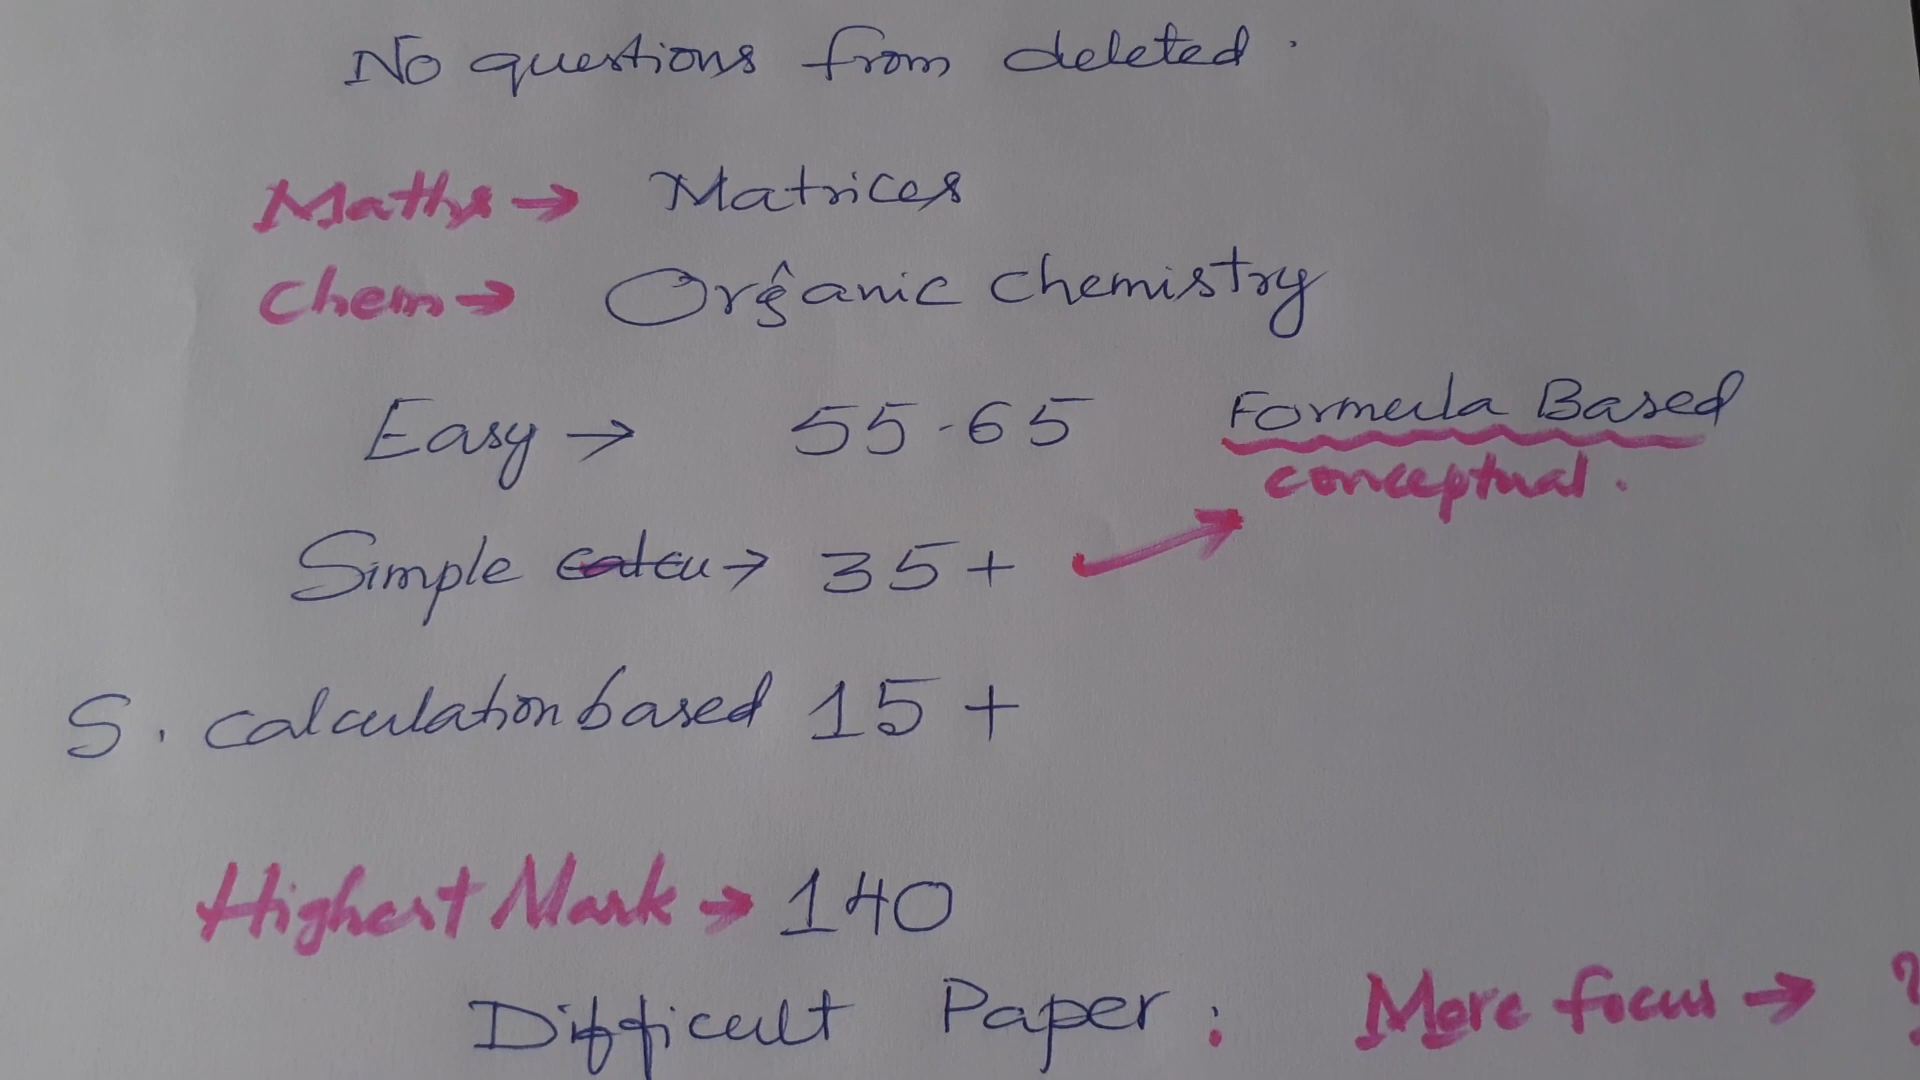 No questions from deleted.
Maths → Matrices
Chem → Organic chemistry
Easy → 55-65 Formula Based
conceptual.
Simple calcu → 35+
S. calculation based 15+
Highest Mark → 140
Difficult Paper: More focus → ?